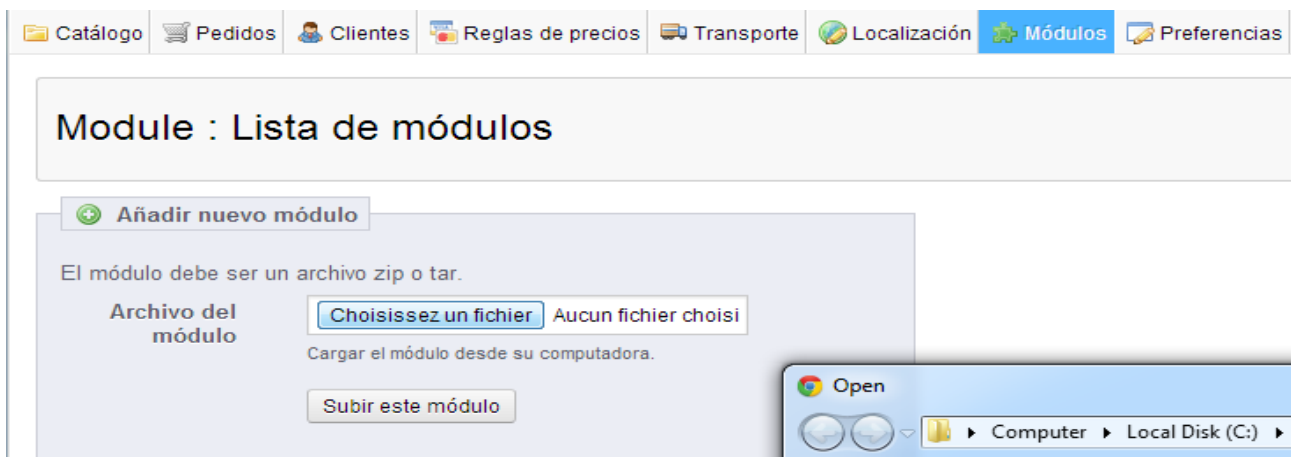 Catálogo Pedidos Clientes Reglas de precios Transporte Localización Módulos Preferencias
Module : Lista de módulos
Añadir nuevo módulo
El módulo debe ser un archivo zip o tar.
Archivo del módulo
Choisissez un fichier Aucun fichier choisi
Cargar el módulo desde su computadora.
Subir este módulo
Open
Computer Local Disk (C:)